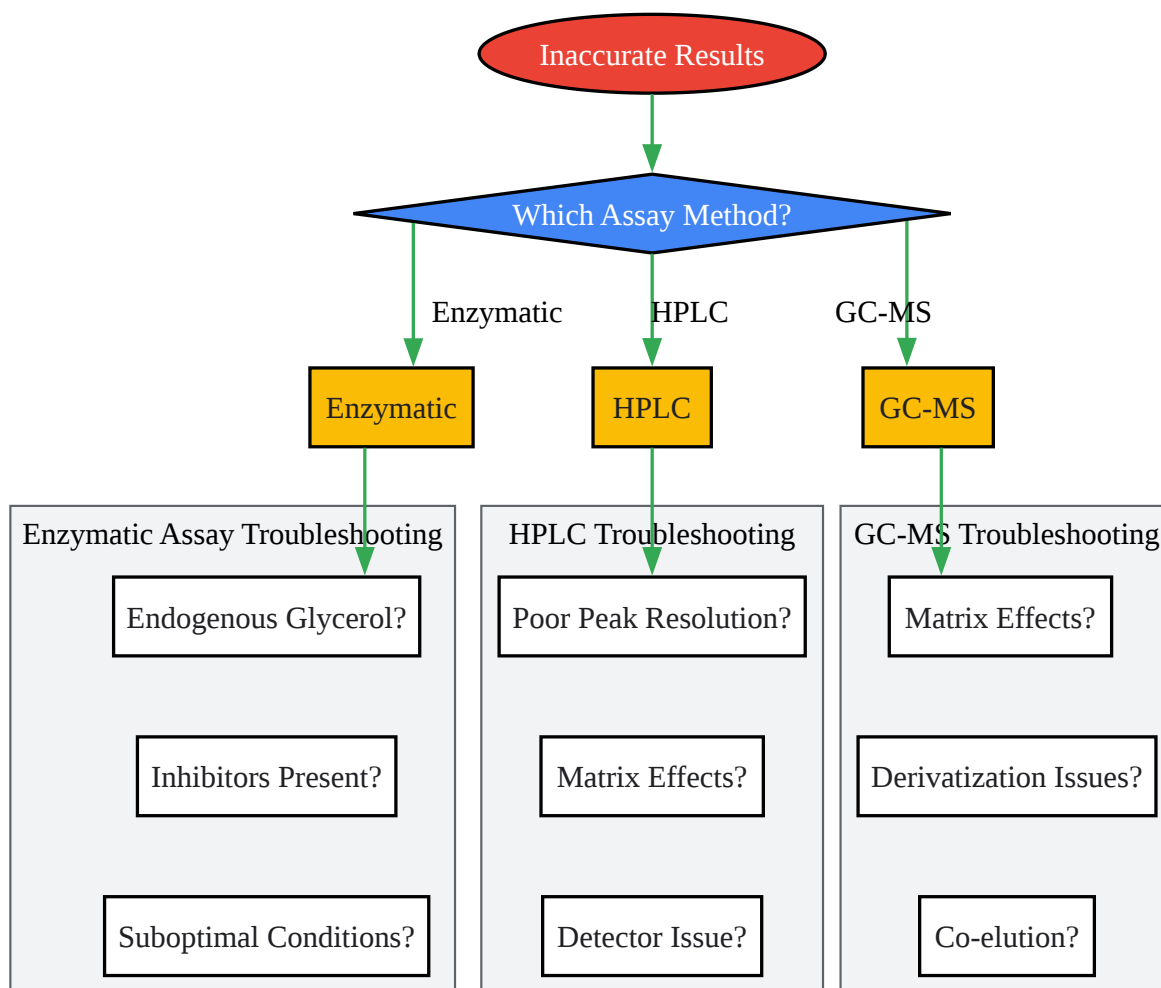 Inaccurate Results
Which Assay Method?
Enzymatic
HPLC
GC-MS
Enzymatic
HPLC
GC-MS
Enzymatic Assay Troubleshooting
HPLC Troubleshooting
GC-MS Troubleshooting
Endogenous Glycerol?
Poor Peak Resolution?
Matrix Effects?
Inhibitors Present?
Matrix Effects?
Derivatization Issues?
Suboptimal Conditions?
Detector Issue?
Co-elution?